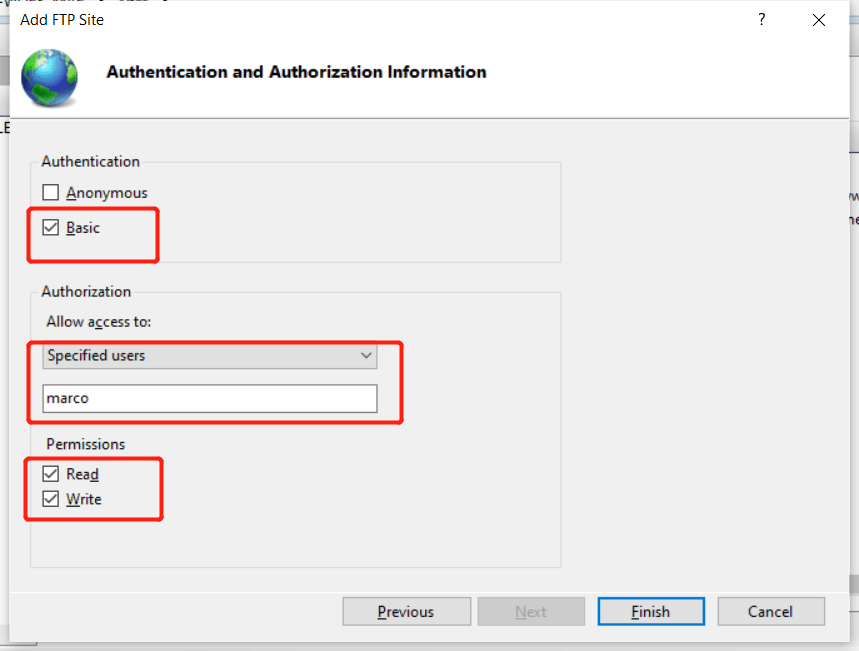 Add FTP Site
?
Authentication and Authorization Information
Authentication
Anonymous
Basic
Authorization
Allow access to:
Specified users
marco
Permissions
Read
Write
Previous
Next
Finish
Cancel